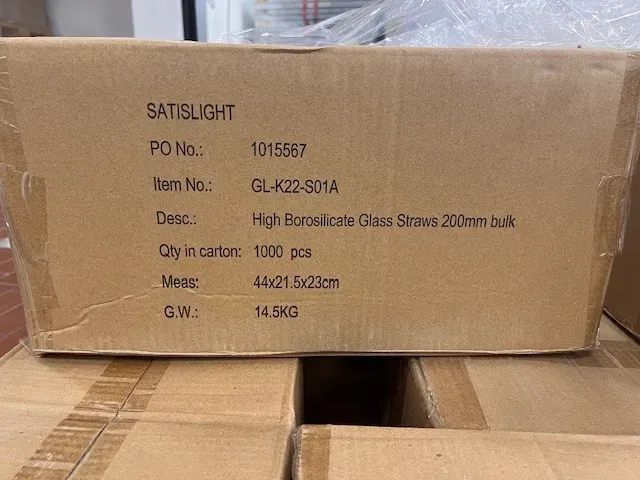 SATISLIGHT
PO No.: 1015567
Item No.: GL-K22-S01A
Desc.: High Borosilicate Glass Straws 200mm bulk
Qty in carton: 1000 pcs
Meas: 44x21.5x23cm
G.W.: 14.5KG